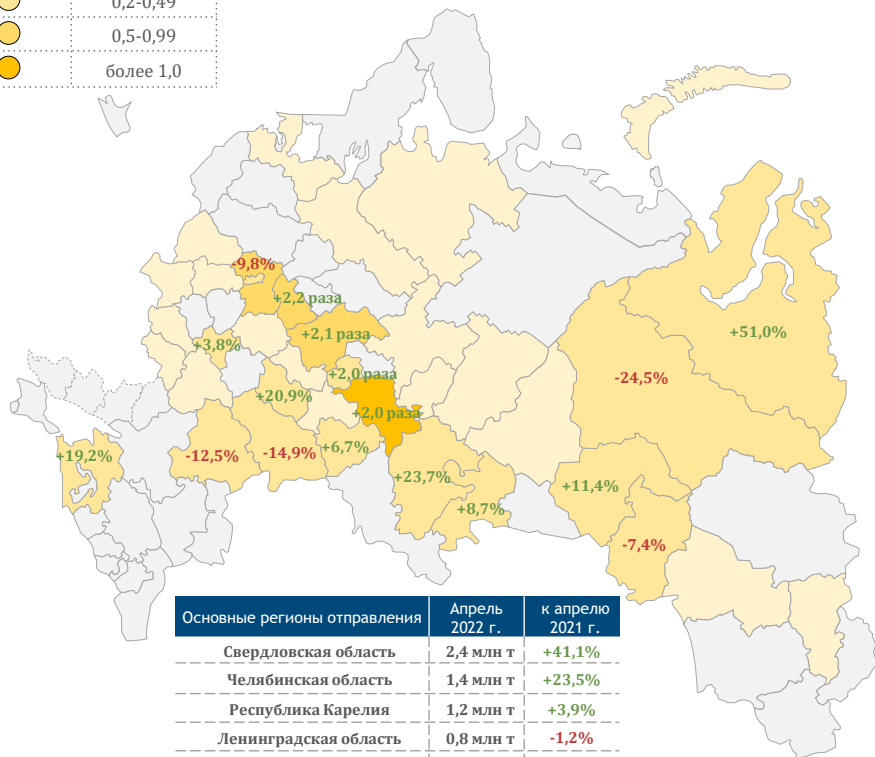 0,2-0,49
0,5-0,99
более 1,0
-9,8%
+2,2 раза
+51,0%
+2,1 раза
+3,8%
+2,0 раза
-24,5%
+20,9%
+2,0 раза
+6,7%
-14,9%
-12,5%
+19,2%
+23,7%
+11,4%
+8,7%
-7,4%
Основные регионы отправления Апрель 2022 г. к апрелю 2021 г.
Свердловская область 2,4 млн т +41,1%
Челябинская область 1,4 млн т +23,5%
Республика Карелия 1,2 млн т +3,9%
Ленинградская область 0,8 млн т -1,2%